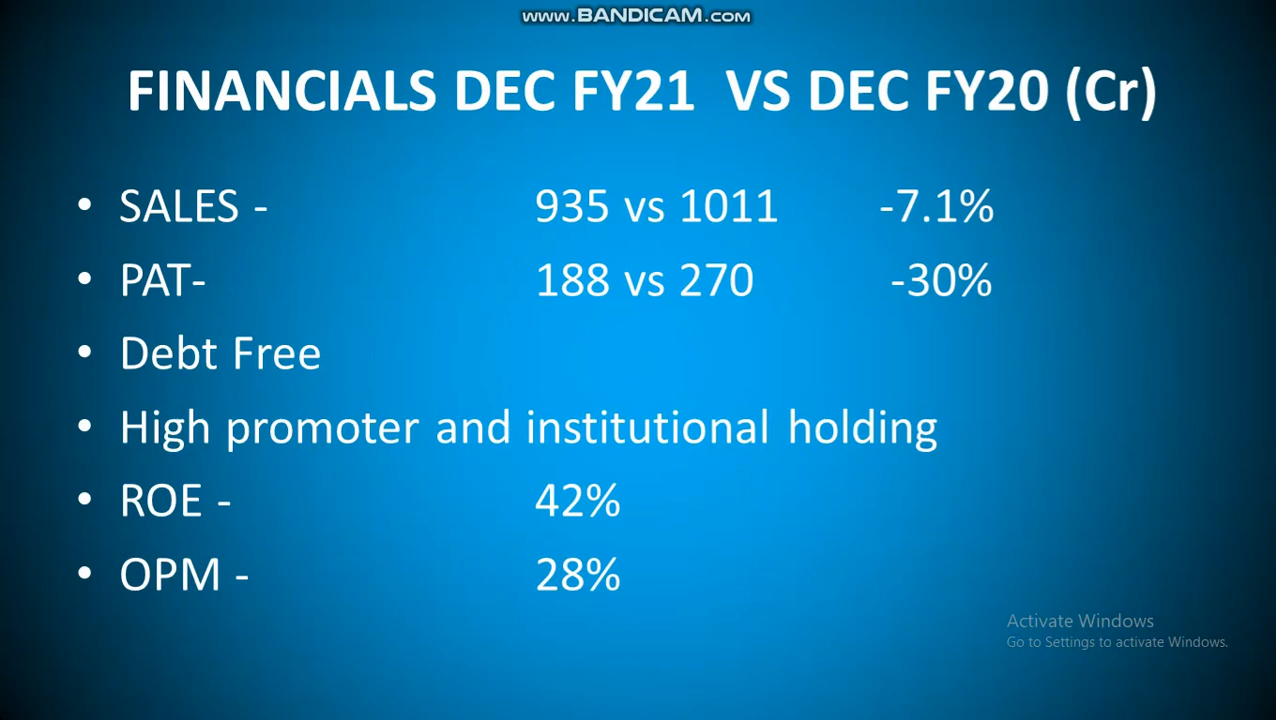 www.BANDICAM.com
FINANCIALS DEC FY21 VS DEC FY20 (Cr)
• SALES - 935 vs 1011 -7.1%
• PAT- 188 vs 270 -30%
• Debt Free
• High promoter and institutional holding
• ROE - 42%
• OPM - 28%
Activate Windows
Go to Settings to activate Windows.